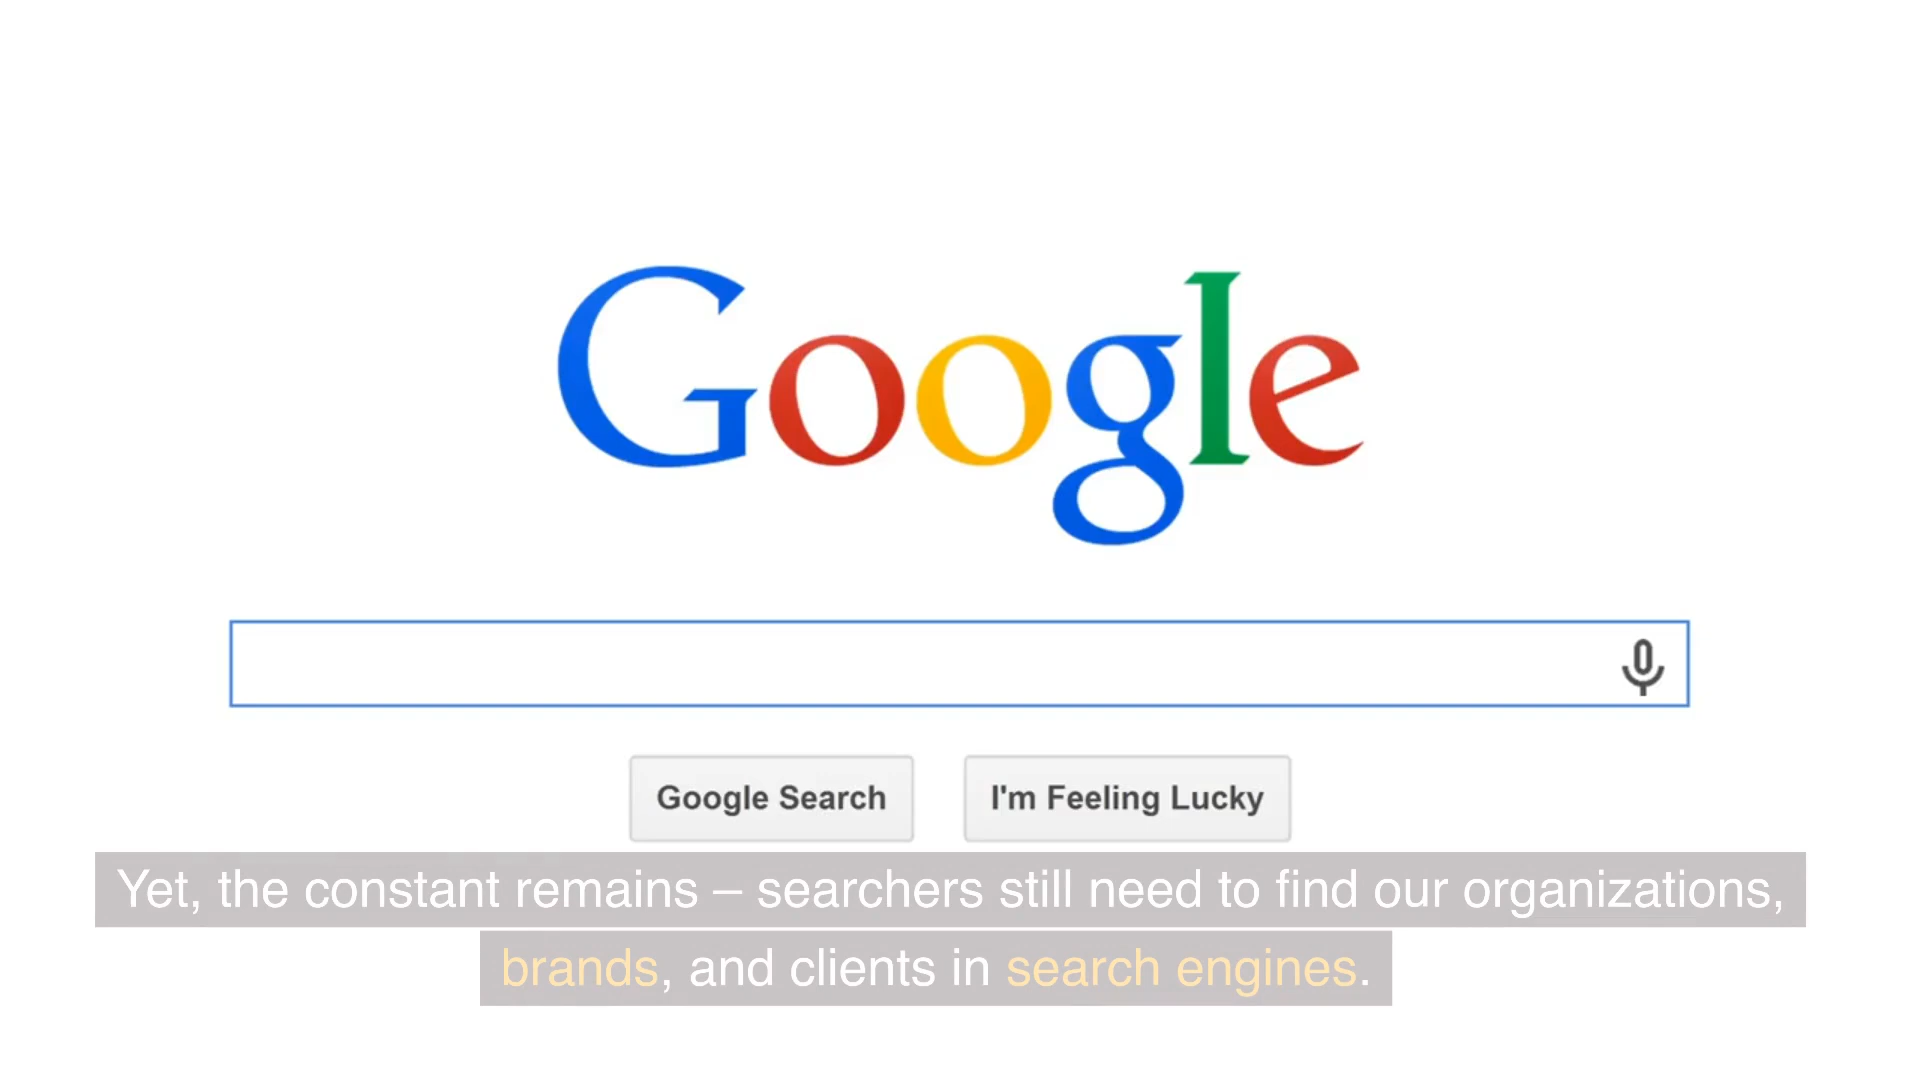 Google
Google Search
I'm Feeling Lucky
Yet, the constant remains – searchers still need to find our organizations,
brands, and clients in search engines.